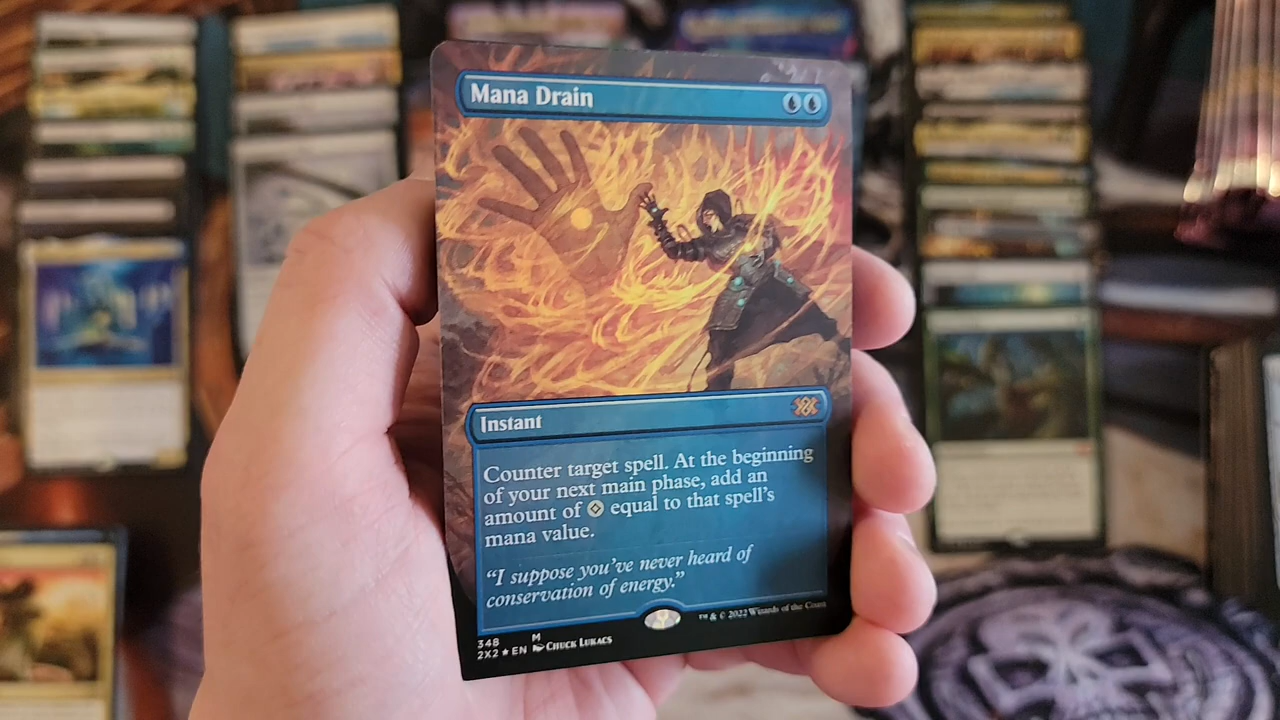 Mana Drain
Instant
Counter target spell. At the beginning
of your next main phase, add an
amount of equal to that spell's
mana value.
“I suppose you've never heard of
conservation of energy.”
348 M
2X2 ★ EN CHUCK LUKACS
™ & © 2022 Wizards of the Coast